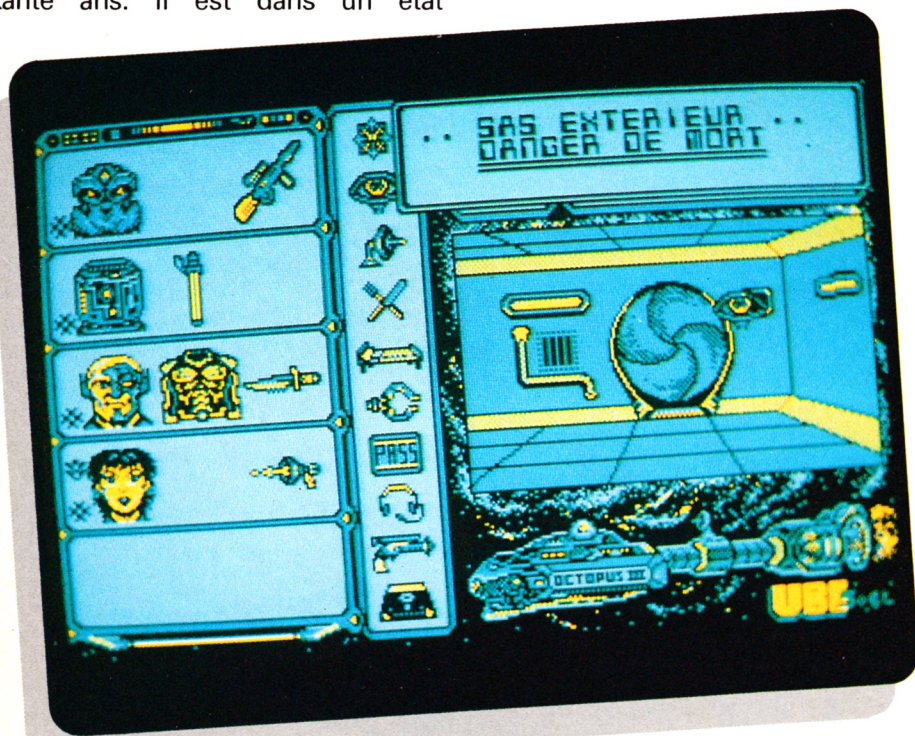 tante ans. Il est dans un état
·· SAS EXTERIEUR ··
DANGER DE MORT
PASS
OCTOPUS III
UBI